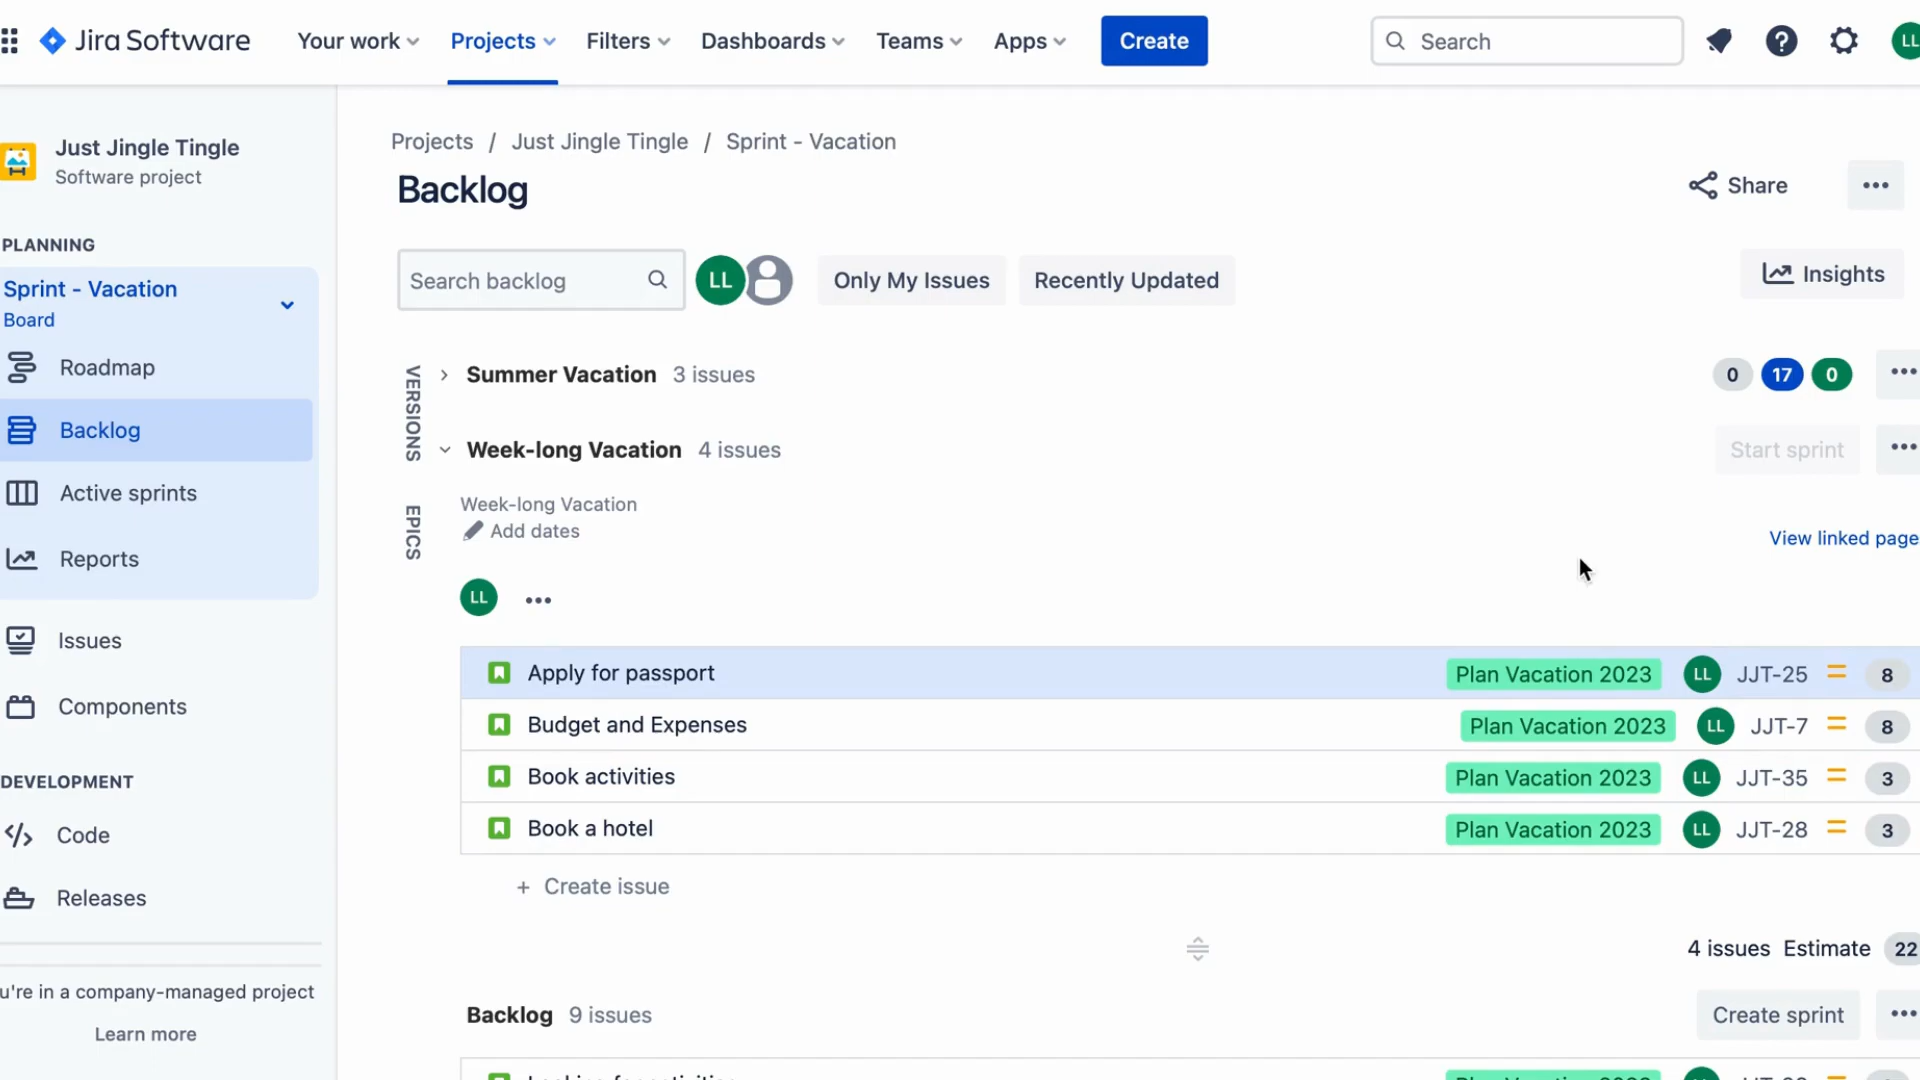 Jira Software Your work Projects Filters Dashboards Teams Apps Create Search LL
Just Jingle Tingle
Software project
PLANNING
Sprint - Vacation
Board
Roadmap
Backlog
Active sprints
Reports
Issues
Components
DEVELOPMENT
Code
Releases
u're in a company-managed project
Learn more
Projects / Just Jingle Tingle / Sprint - Vacation
Backlog
Share
Search backlog LL Only My Issues Recently Updated Insights
VERSIONS
EPICS
Summer Vacation 3 issues 0 17 0
Week-long Vacation 4 issues Start sprint
Week-long Vacation
Add dates
View linked page
LL
Apply for passport Plan Vacation 2023 LL JJT-25 8
Budget and Expenses Plan Vacation 2023 LL JJT-7 8
Book activities Plan Vacation 2023 LL JJT-35 3
Book a hotel Plan Vacation 2023 LL JJT-28 3
+ Create issue
4 issues Estimate 22
Backlog 9 issues Create sprint